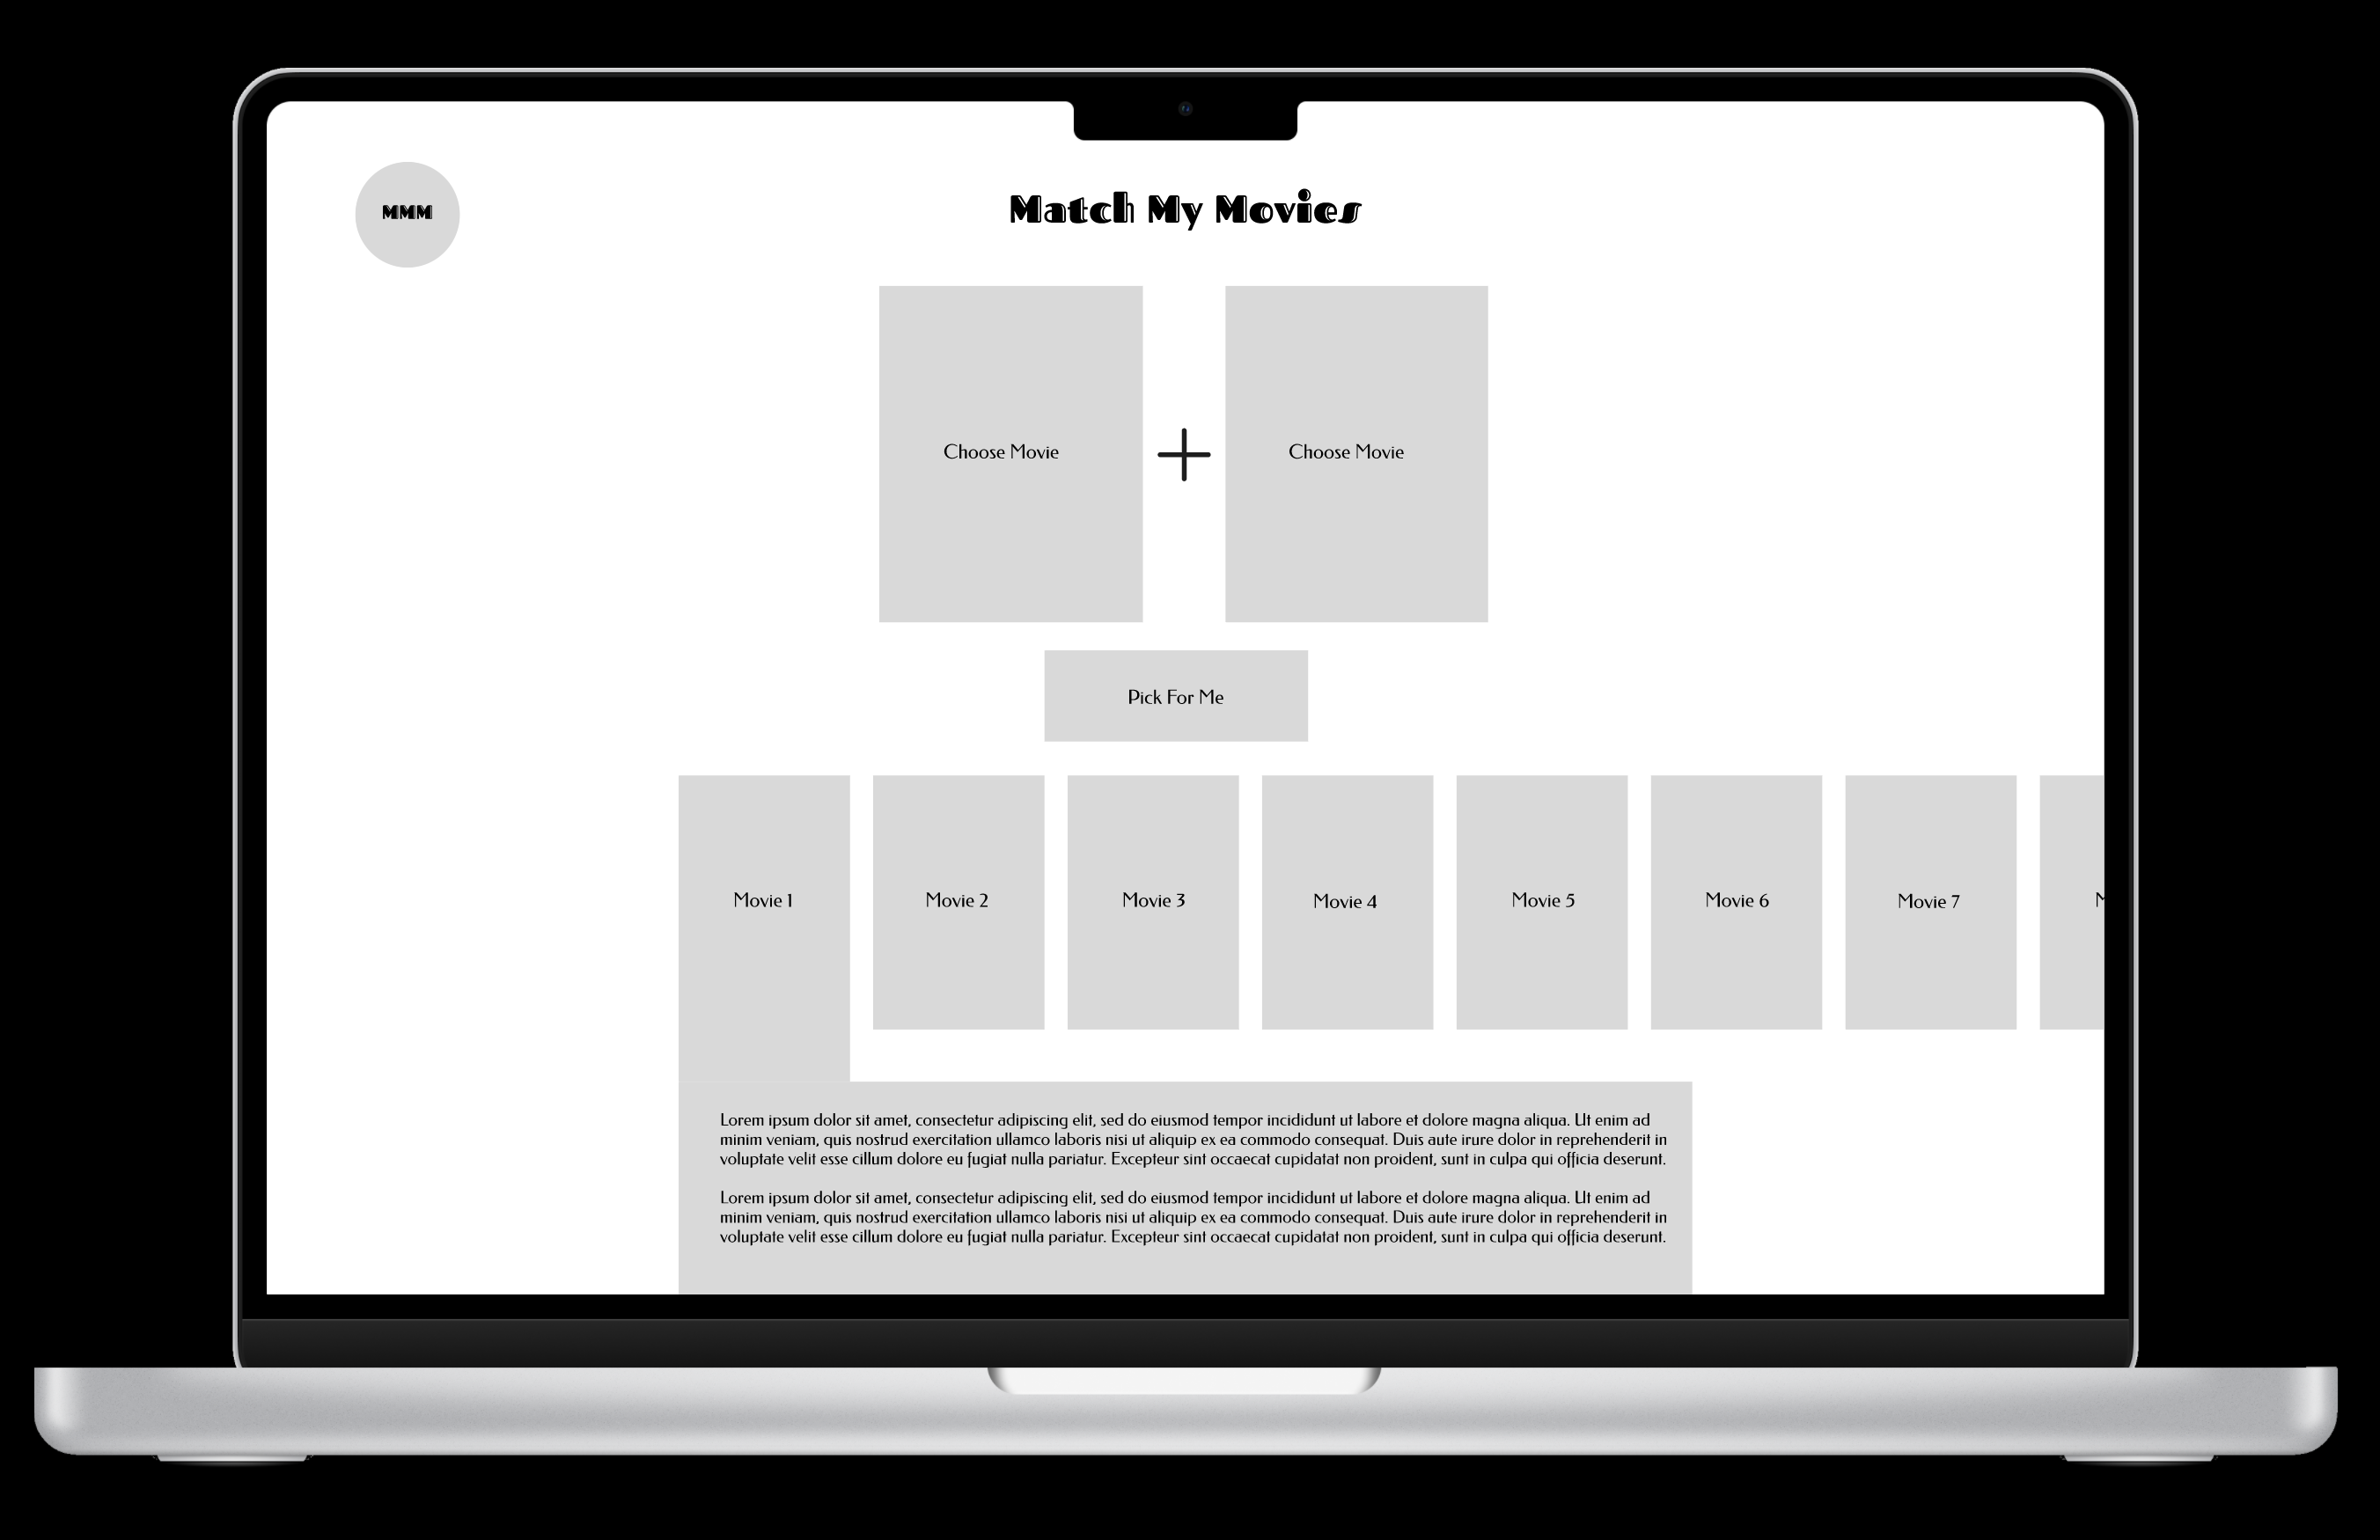 MMM
Match My Movies
Choose Movie
Choose Movie
Pick For Me
Movie 1
Movie 2
Movie 3
Movie 4
Movie 5
Movie 6
Movie 7
Lorem ipsum dolor sit amet, consectetur adipiscing elit, sed do eiusmod tempor incididunt ut labore et dolore magna aliqua. Ut enim ad
minim veniam, quis nostrud exercitation ullamco laboris nisi ut aliquip ex ea commodo consequat. Duis aute irure dolor in reprehenderit in
voluptate velit esse cillum dolore eu fugiat nulla pariatur. Excepteur sint occaecat cupidatat non proident, sunt in culpa qui officia deserunt.
Lorem ipsum dolor sit amet, consectetur adipiscing elit, sed do eiusmod tempor incididunt ut labore et dolore magna aliqua. Ut enim ad
minim veniam, quis nostrud exercitation ullamco laboris nisi ut aliquip ex ea commodo consequat. Duis aute irure dolor in reprehenderit in
voluptate velit esse cillum dolore eu fugiat nulla pariatur. Excepteur sint occaecat cupidatat non proident, sunt in culpa qui officia deserunt.